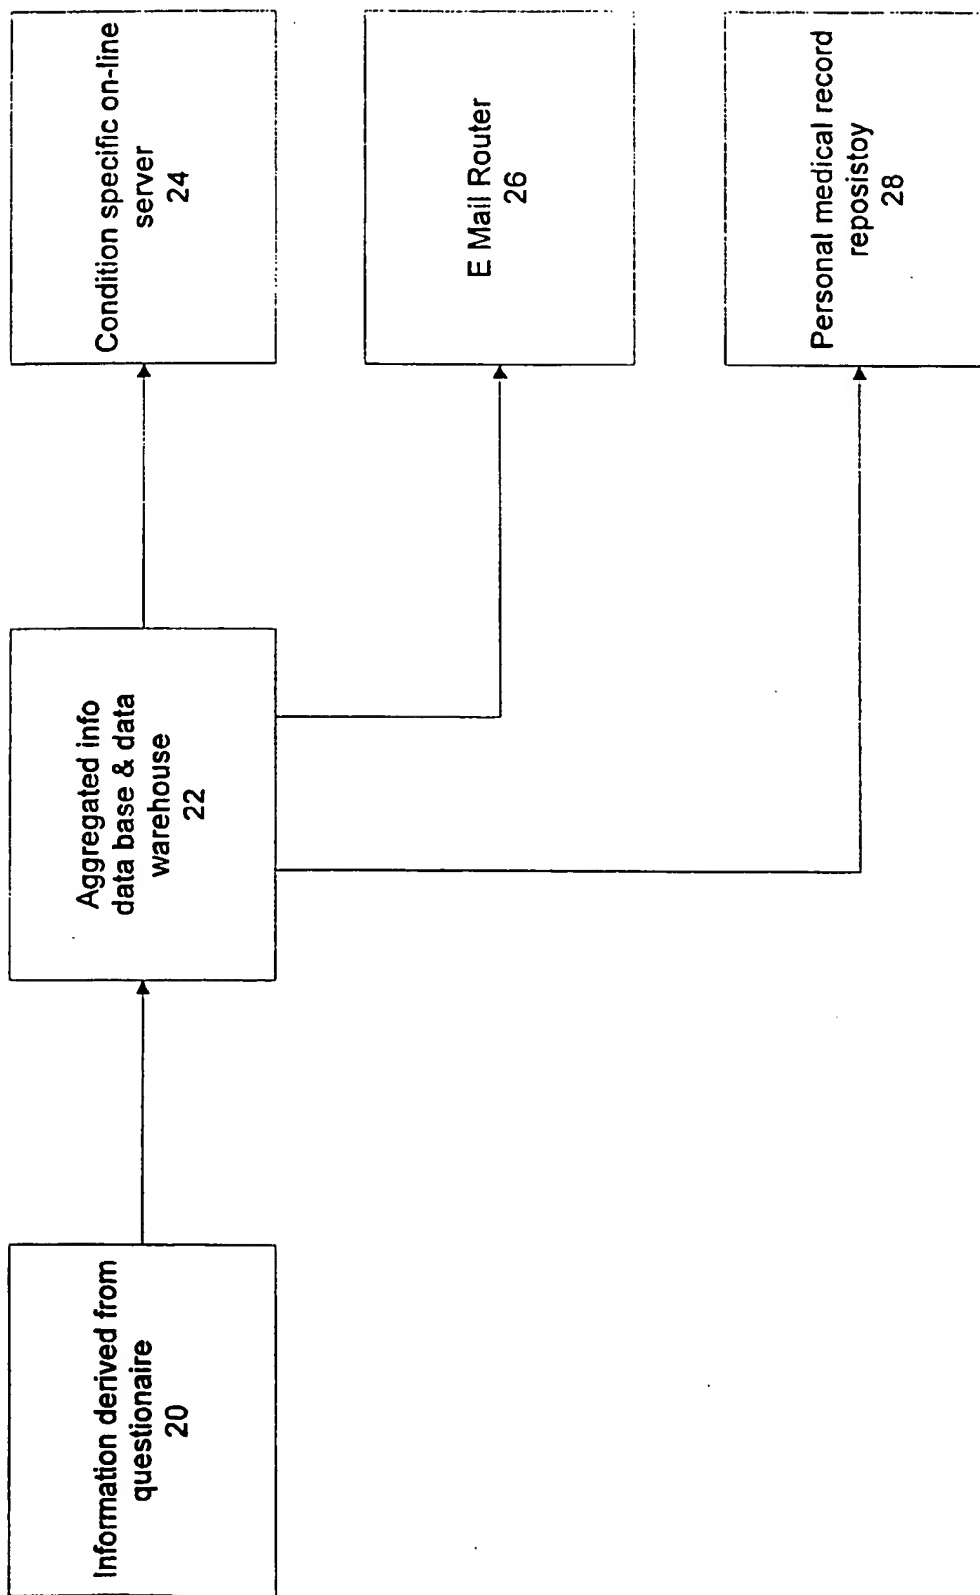 Information derived from
questionaire
20
Aggregated info
data base & data
warehouse
22
Condition specific on-line
server
24
E Mail Router
26
Personal medical record
reposistoy
28